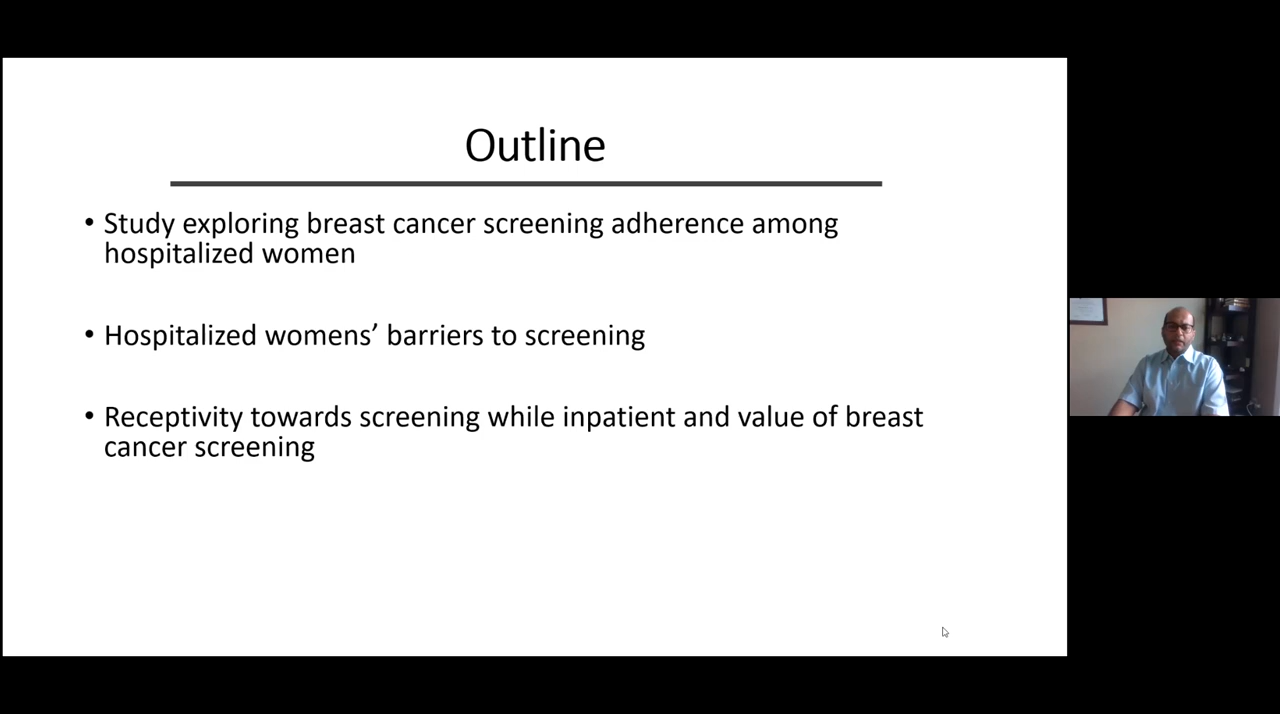 Outline
• Study exploring breast cancer screening adherence among
hospitalized women
• Hospitalized womens’ barriers to screening
• Receptivity towards screening while inpatient and value of breast
cancer screening